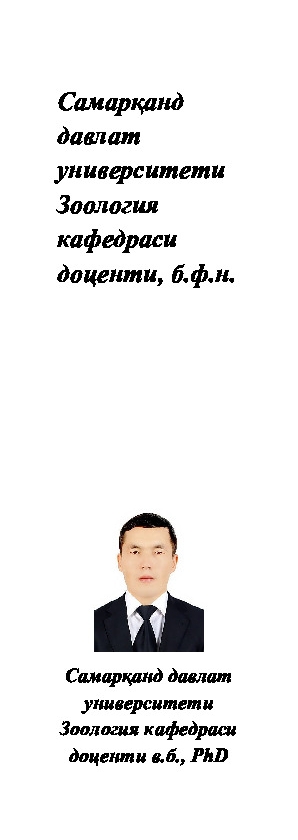 Самарқанд
давлат
университети
Зоология
кафедраси
доценти, б.ф.н.
Самарқанд давлат
университети
Зоология кафедраси
доценти в.б., PhD